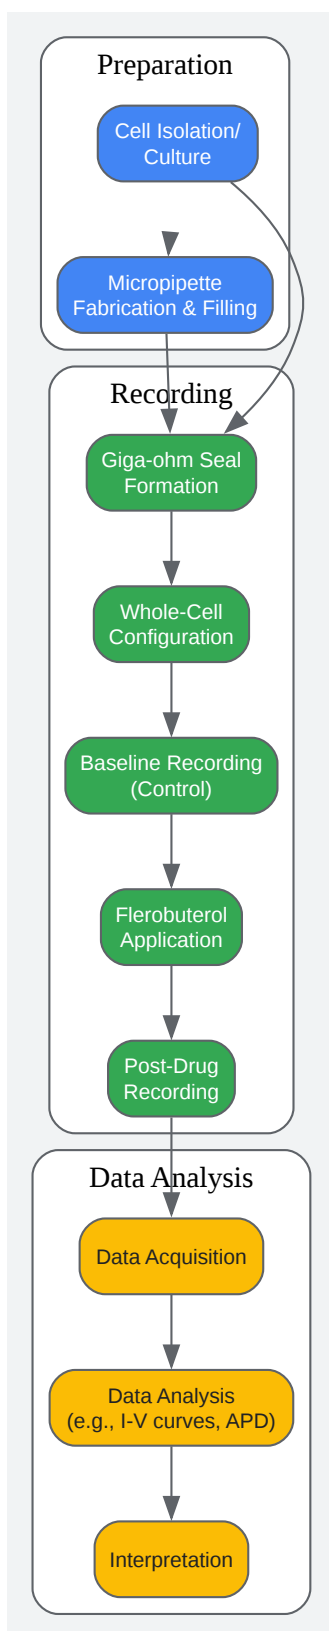 Preparation
Cell Isolation/
Culture
Micropipette
Fabrication & Filling
Recording
Giga-ohm Seal
Formation
Whole-Cell
Configuration
Baseline Recording
(Control)
Flerobuterol
Application
Post-Drug
Recording
Data Analysis
Data Acquisition
Data Analysis
(e.g., I-V curves, APD)
Interpretation